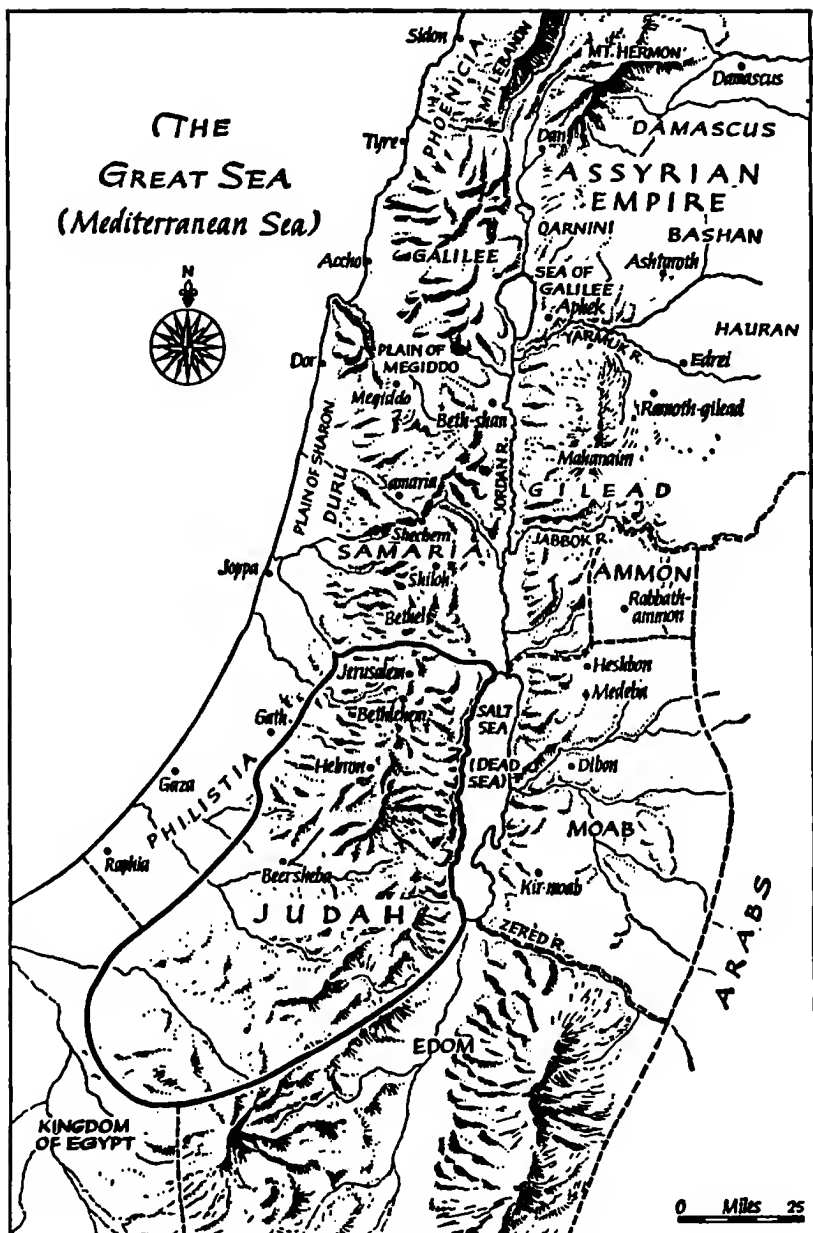 Sidon
PHOENICIA
MT. LEBANON
MT. HERMON
Damascus
THE
GREAT SEA
(Mediterranean Sea)
Tyre
Dan
DAMASCUS
ASSYRIAN
EMPIRE
QARNINI
BASHAN
GALILEE
Accho
SEA OF
GALILEE
Ashtaroth
Aphek
N
HAURAN
YARMUK R.
Dor
PLAIN OF
MEGIDDO
Edrei
Megiddo
Beth-shan
Ramoth-gilead
PLAIN OF SHARON
DURU
JORDAN R.
Mahanaim
Samaria
GILEAD
Shechem
SAMARIA
JABBOK R.
Joppa
Shiloh
AMMON
Rabbath-
ammon
Bethel
Jerusalem
Heshbon
Medeba
Bethlehem
SALT
SEA
(DEAD
SEA)
Gath
Hebron
Dibon
Gaza
PHILISTIA
MOAB
Raphia
Beersheba
Kir-moab
JUDAH
ZERED R.
ARABS
EDOM
KINGDOM
OF EGYPT
0 Miles 25